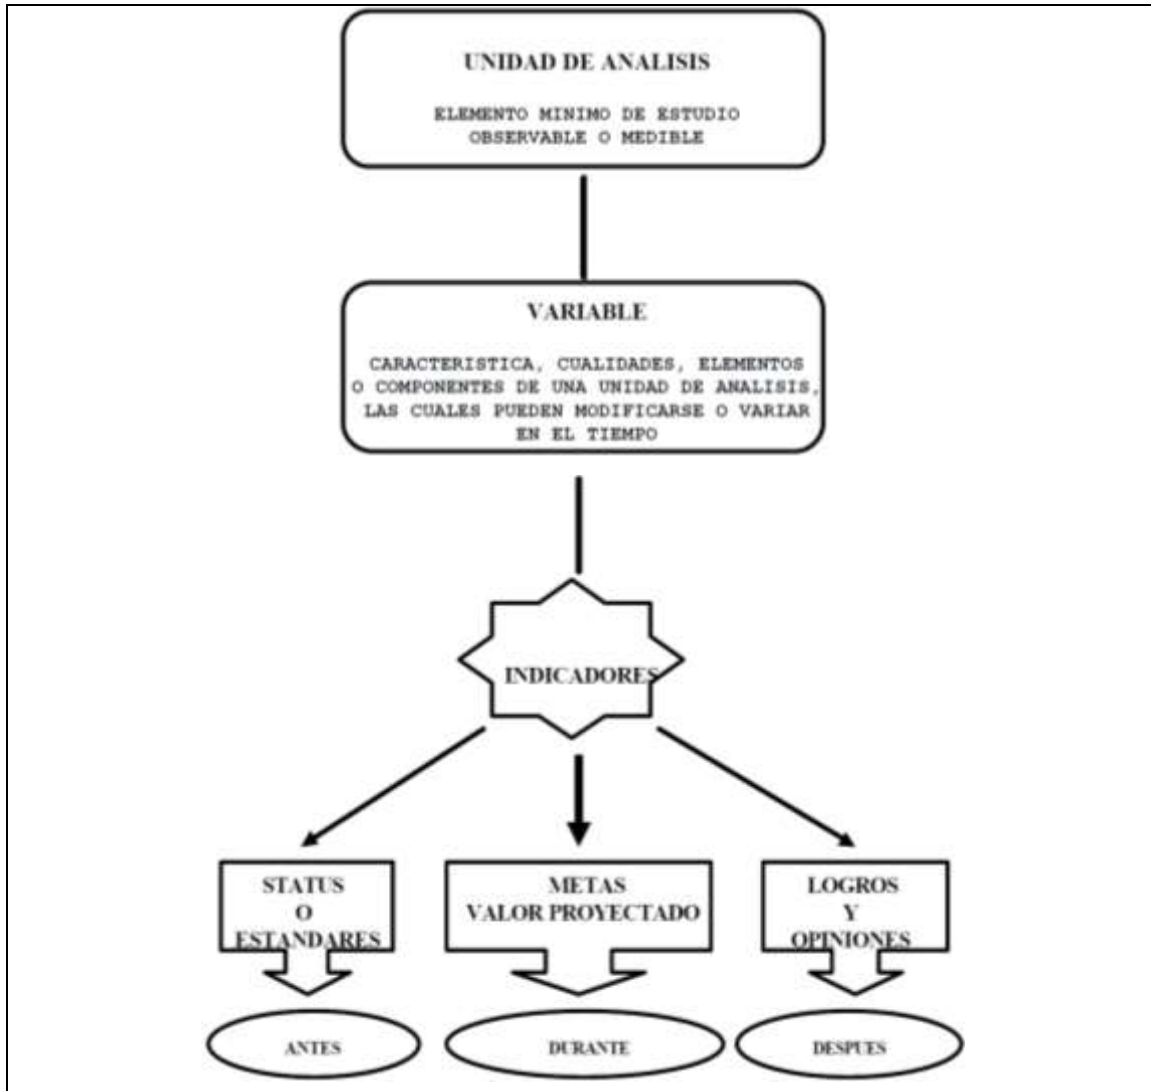 UNIDAD DE ANALISIS
ELEMENTO MINIMO DE ESTUDIO
OBSERVABLE O MEDIBLE
VARIABLE
CARACTERISTICA, CUALIDADES, ELEMENTOS
O COMPONENTES DE UNA UNIDAD DE ANALISIS,
LAS CUALES PUEDEN MODIFICARSE O VARIAR
EN EL TIEMPO
INDICADORES
STATUS
O
ESTANDARES
METAS
VALOR PROYECTADO
LOGROS
Y
OPINIONES
ANTES
DURANTE
DESPUES